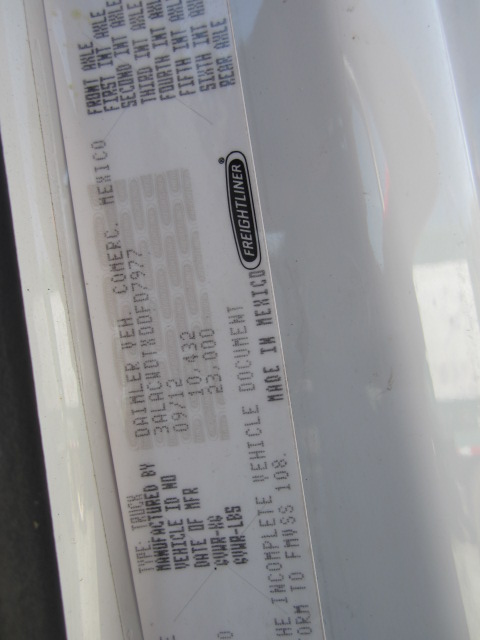 TYPE: TRUCK
MANUFACTURED BY DAIMLER VEH. COMERC. MEXICO
VEHICLE ID NO 3ALACWDTXDDFD7977
DATE OF MFR 09/12
GVWR-KG 10,432
GVWR-LBS 23,000
FRONT AXLE
FIRST INT AXLE
SECOND INT AXLE
THIRD INT AXLE
FOURTH INT AXLE
FIFTH INT AXLE
SIXTH INT AXLE
REAR AXLE
FREIGHTLINER®
HE INCOMPLETE VEHICLE DOCUMENT
ORM TO FMVSS 108.
MADE IN MEXICO